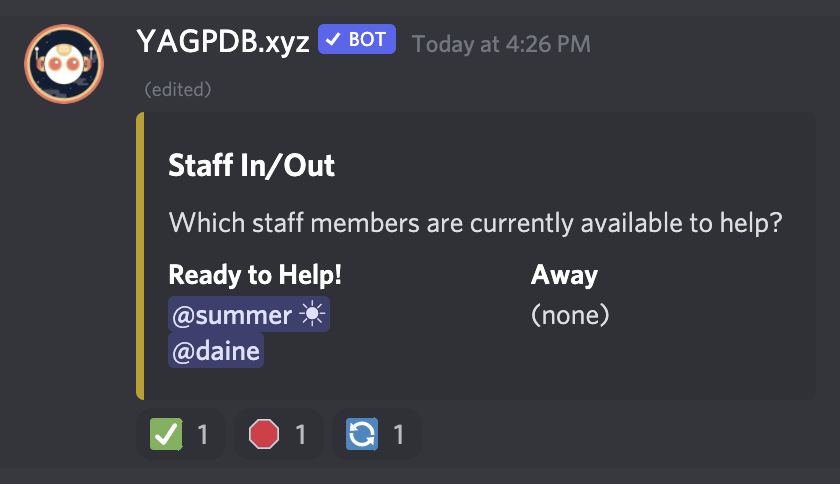 YAGPDB.xyz ✓ BOT Today at 4:26 PM
(edited)
Staff In/Out
Which staff members are currently available to help?
Ready to Help! Away
@summer ☀ (none)
@daine
✅ 1 🛑 1 🔄 1